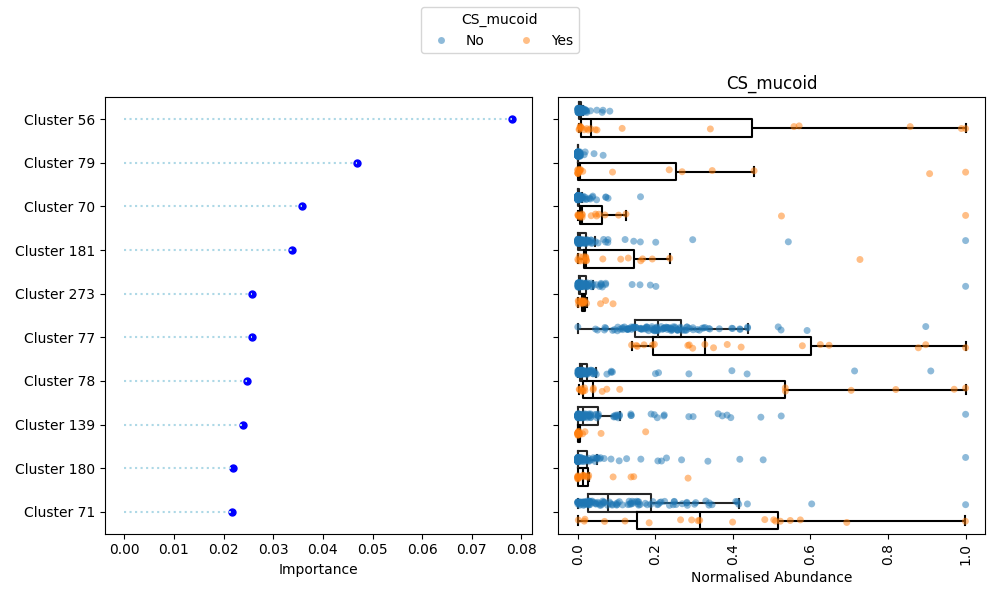 CS_mucoid
No Yes
CS_mucoid
Cluster 56
Cluster 79
Cluster 70
Cluster 181
Cluster 273
Cluster 77
Cluster 78
Cluster 139
Cluster 180
Cluster 71
0.00 0.01 0.02 0.03 0.04 0.05 0.06 0.07 0.08
Importance
0.0 0.2 0.4 0.6 0.8 1.0
Normalised Abundance